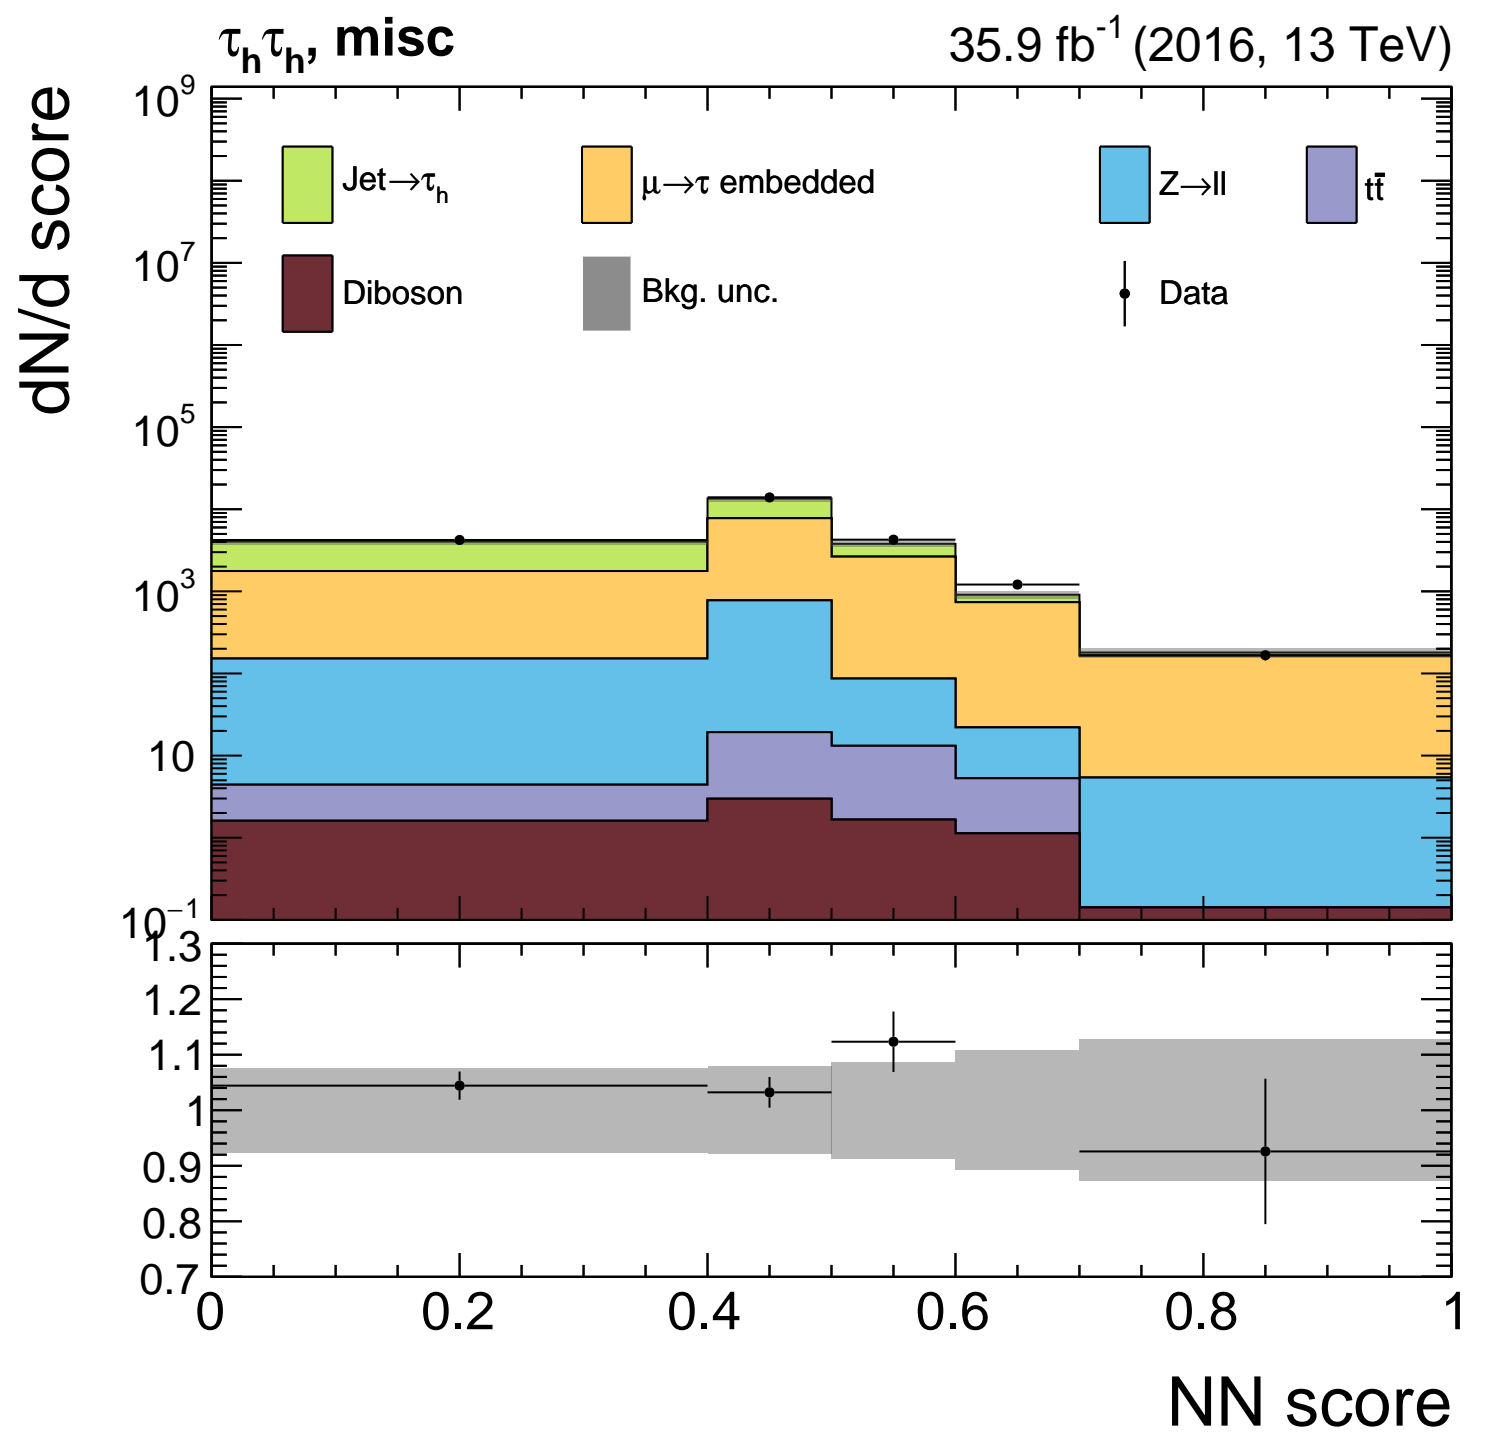 τhτh, misc
35.9 fb-1 (2016, 13 TeV)
dN/d score
10^9
10^7
10^5
10^3
10
10^−1
Jet→τh
μ→τ embedded
Z→ll
tt̄
Diboson
Bkg. unc.
Data
1.3
1.2
1.1
1
0.9
0.8
0.7
0 0.2 0.4 0.6 0.8 1
NN score